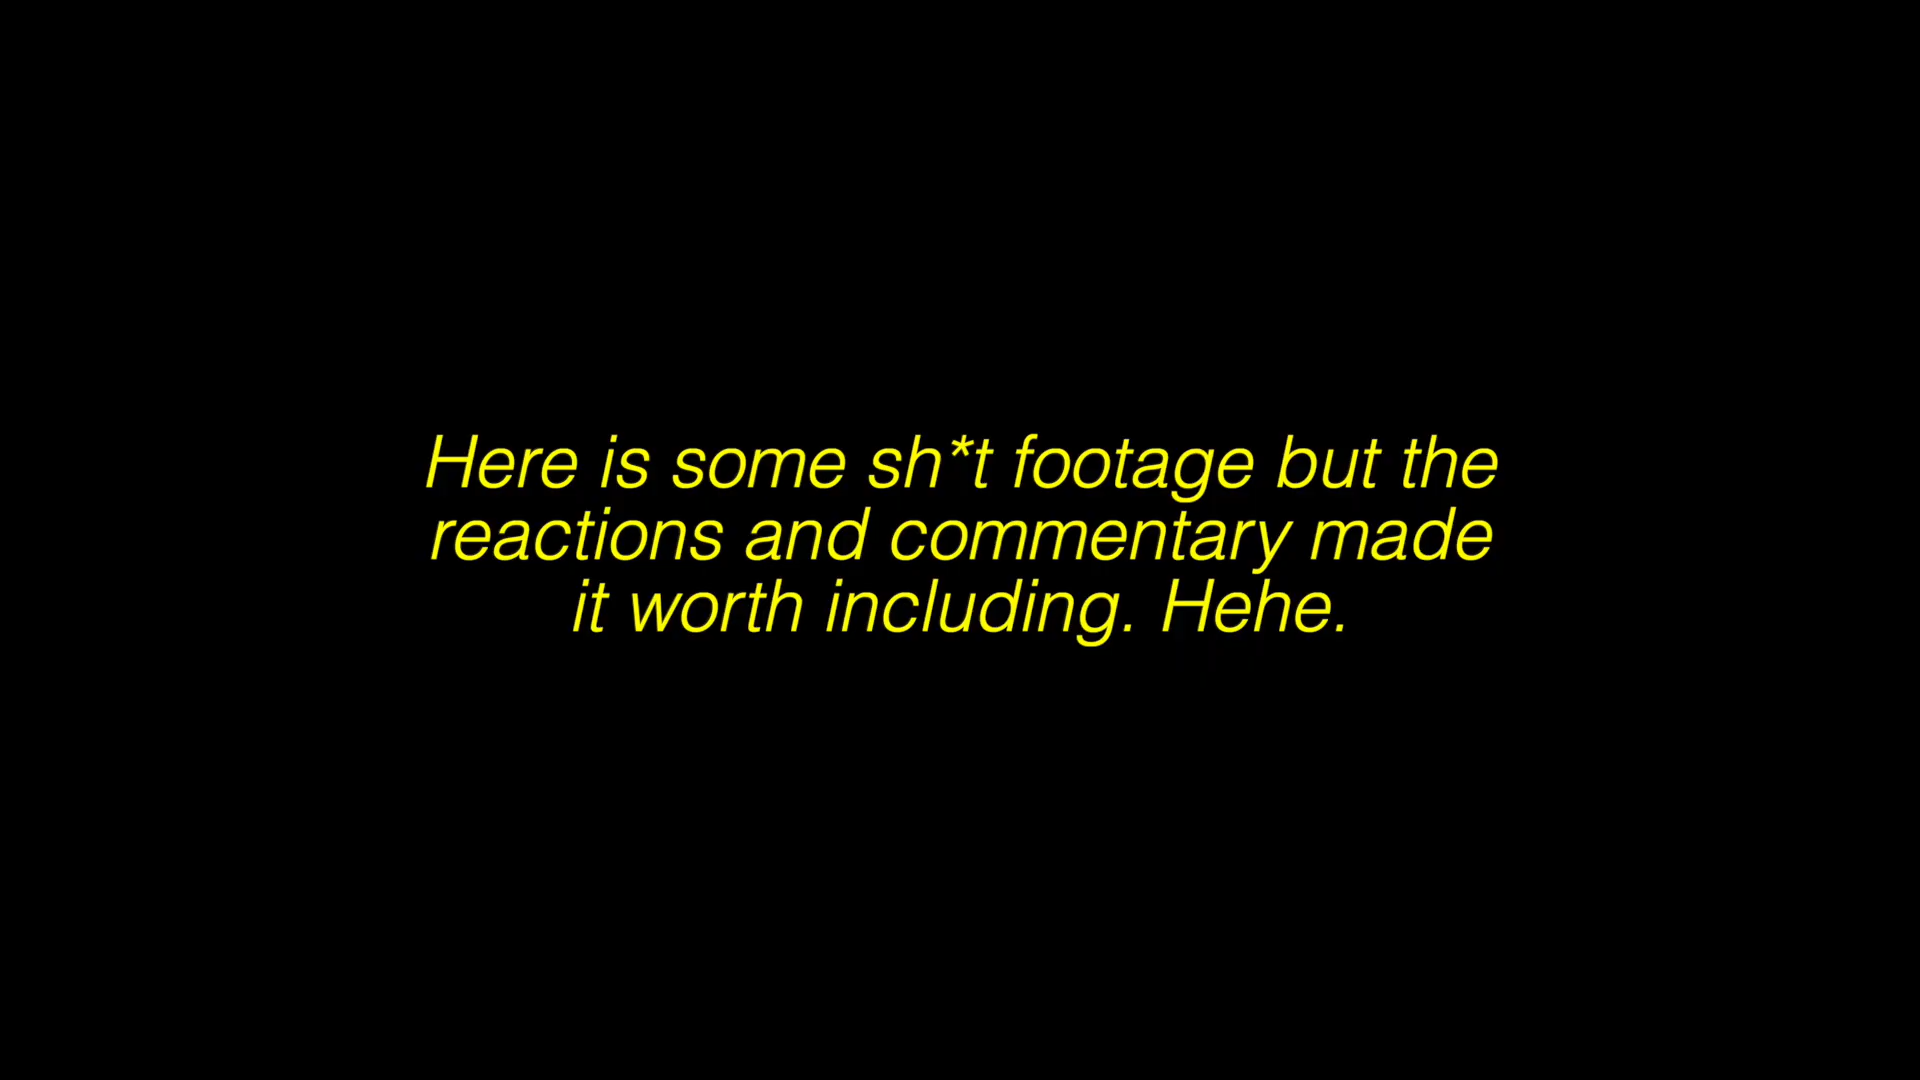 Here is some sh*t footage but the
reactions and commentary made
it worth including. Hehe.